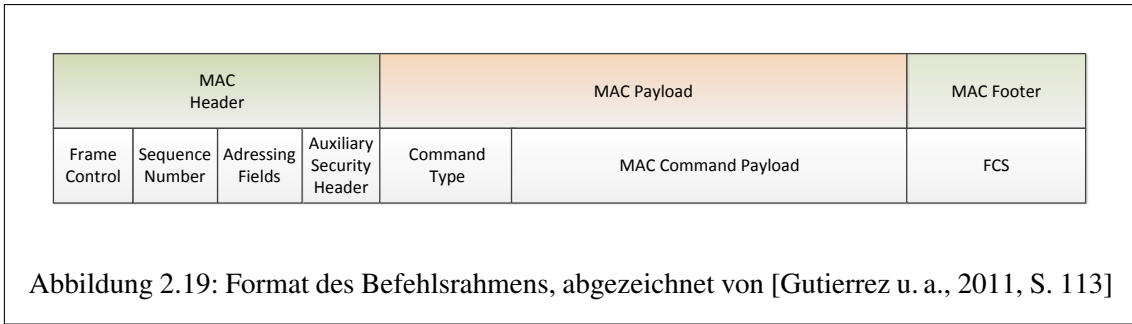 MAC
Header
MAC Payload
MAC Footer
Frame
Control
Sequence
Number
Adressing
Fields
Auxiliary
Security
Header
Command
Type
MAC Command Payload
FCS
Abbildung 2.19: Format des Befehlsrahmens, abgezeichnet von [Gutierrez u. a., 2011, S. 113]